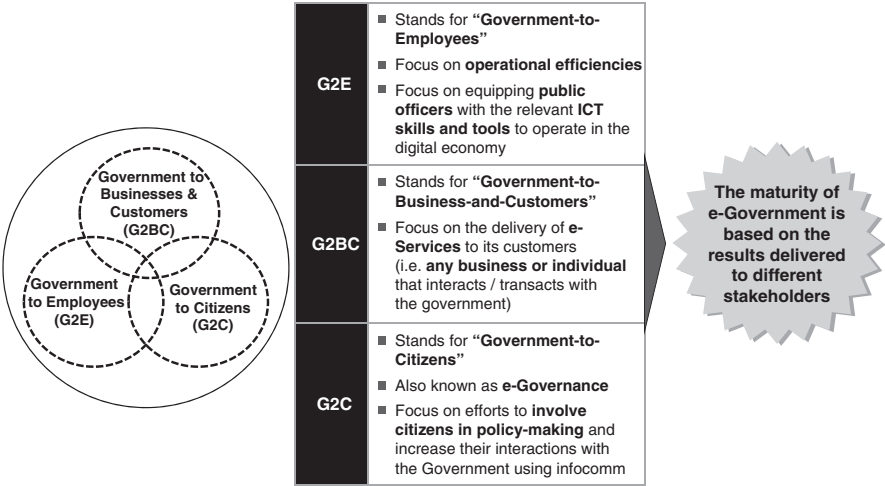 Government to
Businesses &
Customers
(G2BC)
Government
to Employees
(G2E)
Government
to Citizens
(G2C)
G2E
■ Stands for “Government-to-
Employees”
■ Focus on operational efficiencies
■ Focus on equipping public
officers with the relevant ICT
skills and tools to operate in the
digital economy
G2BC
■ Stands for “Government-to-
Business-and-Customers”
■ Focus on the delivery of e-
Services to its customers
(i.e. any business or individual
that interacts / transacts with
the government)
G2C
■ Stands for “Government-to-
Citizens”
■ Also known as e-Governance
■ Focus on efforts to involve
citizens in policy-making and
increase their interactions with
the Government using infocomm
The maturity of
e-Government is
based on the
results delivered
to different
stakeholders